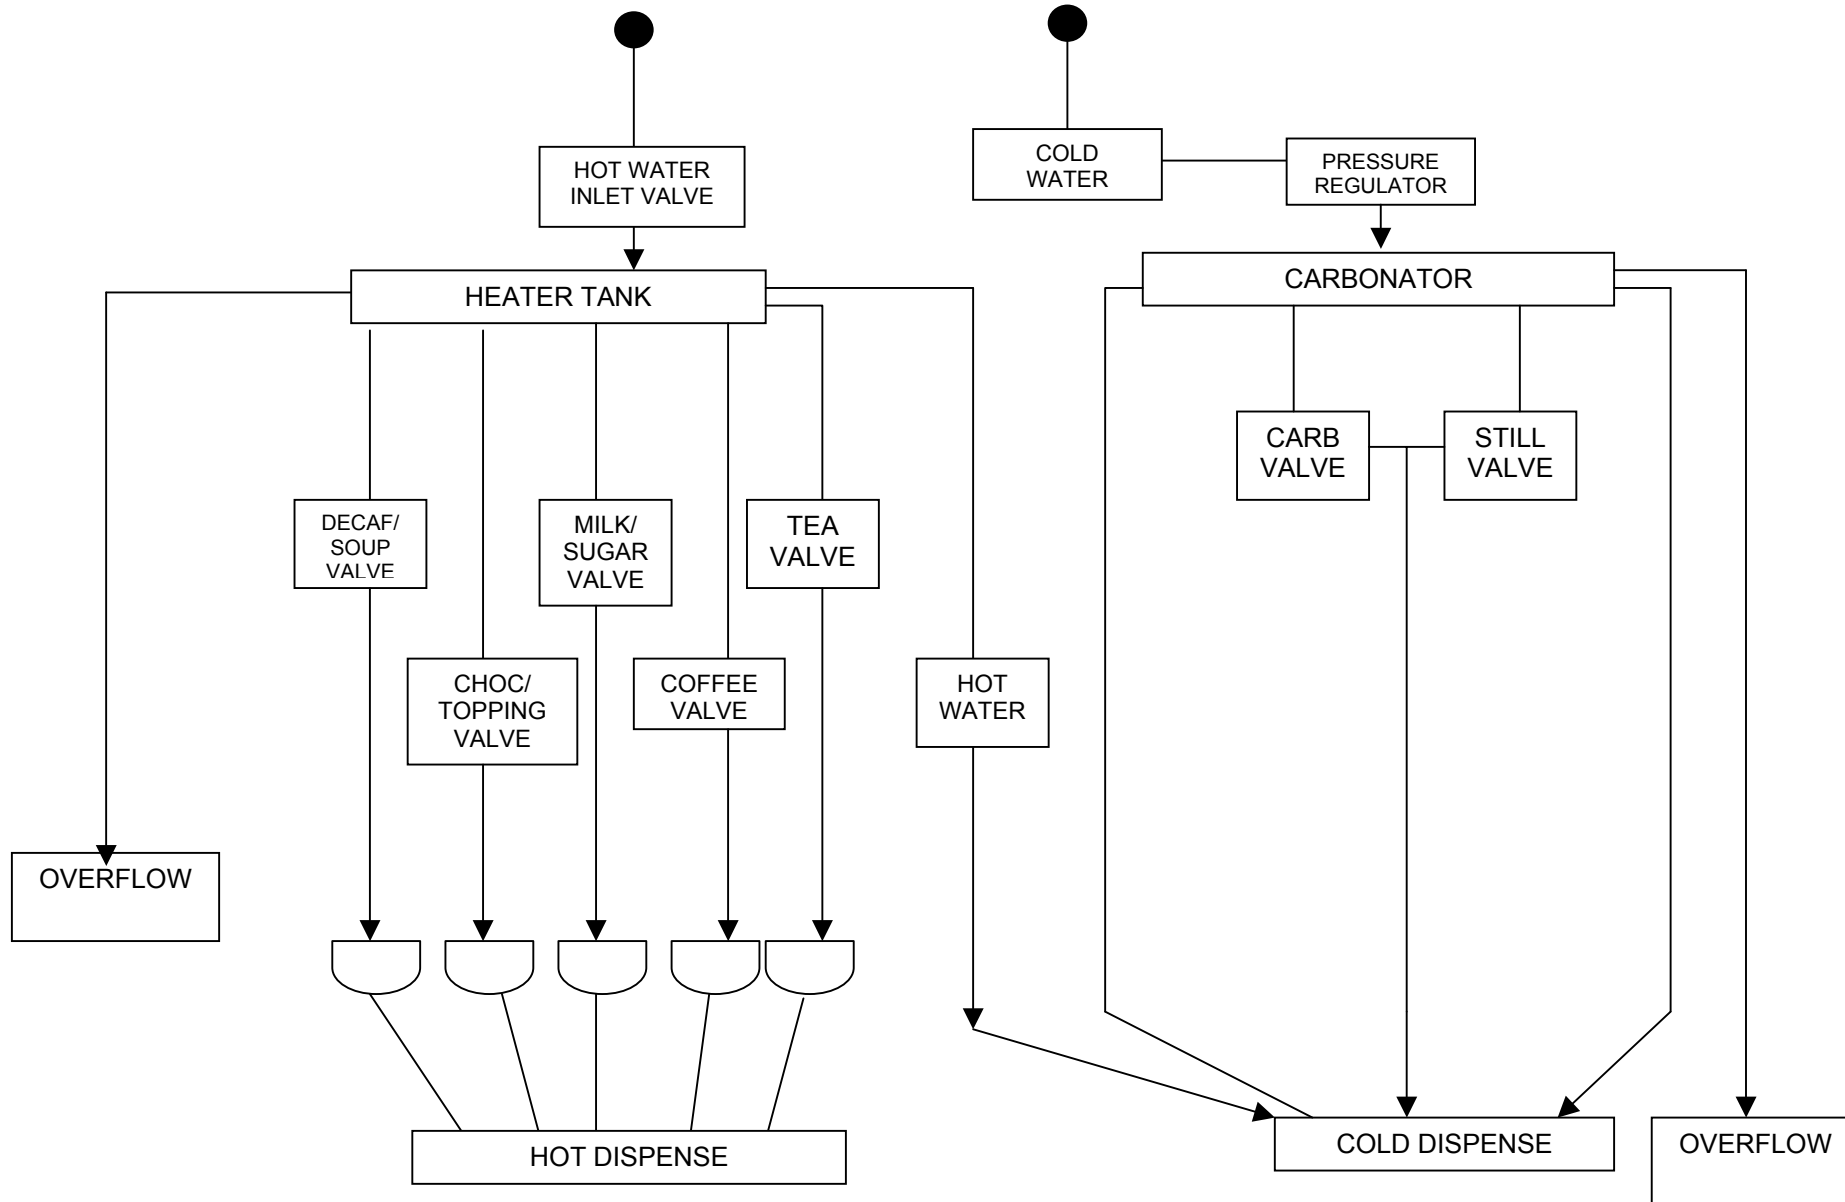 HOT WATER
INLET VALVE
COLD
WATER
PRESSURE
REGULATOR
HEATER TANK
CARBONATOR
CARB
VALVE
STILL
VALVE
DECAF/
SOUP
VALVE
MILK/
SUGAR
VALVE
TEA
VALVE
CHOC/
TOPPING
VALVE
COFFEE
VALVE
HOT
WATER
OVERFLOW
HOT DISPENSE
COLD DISPENSE
OVERFLOW